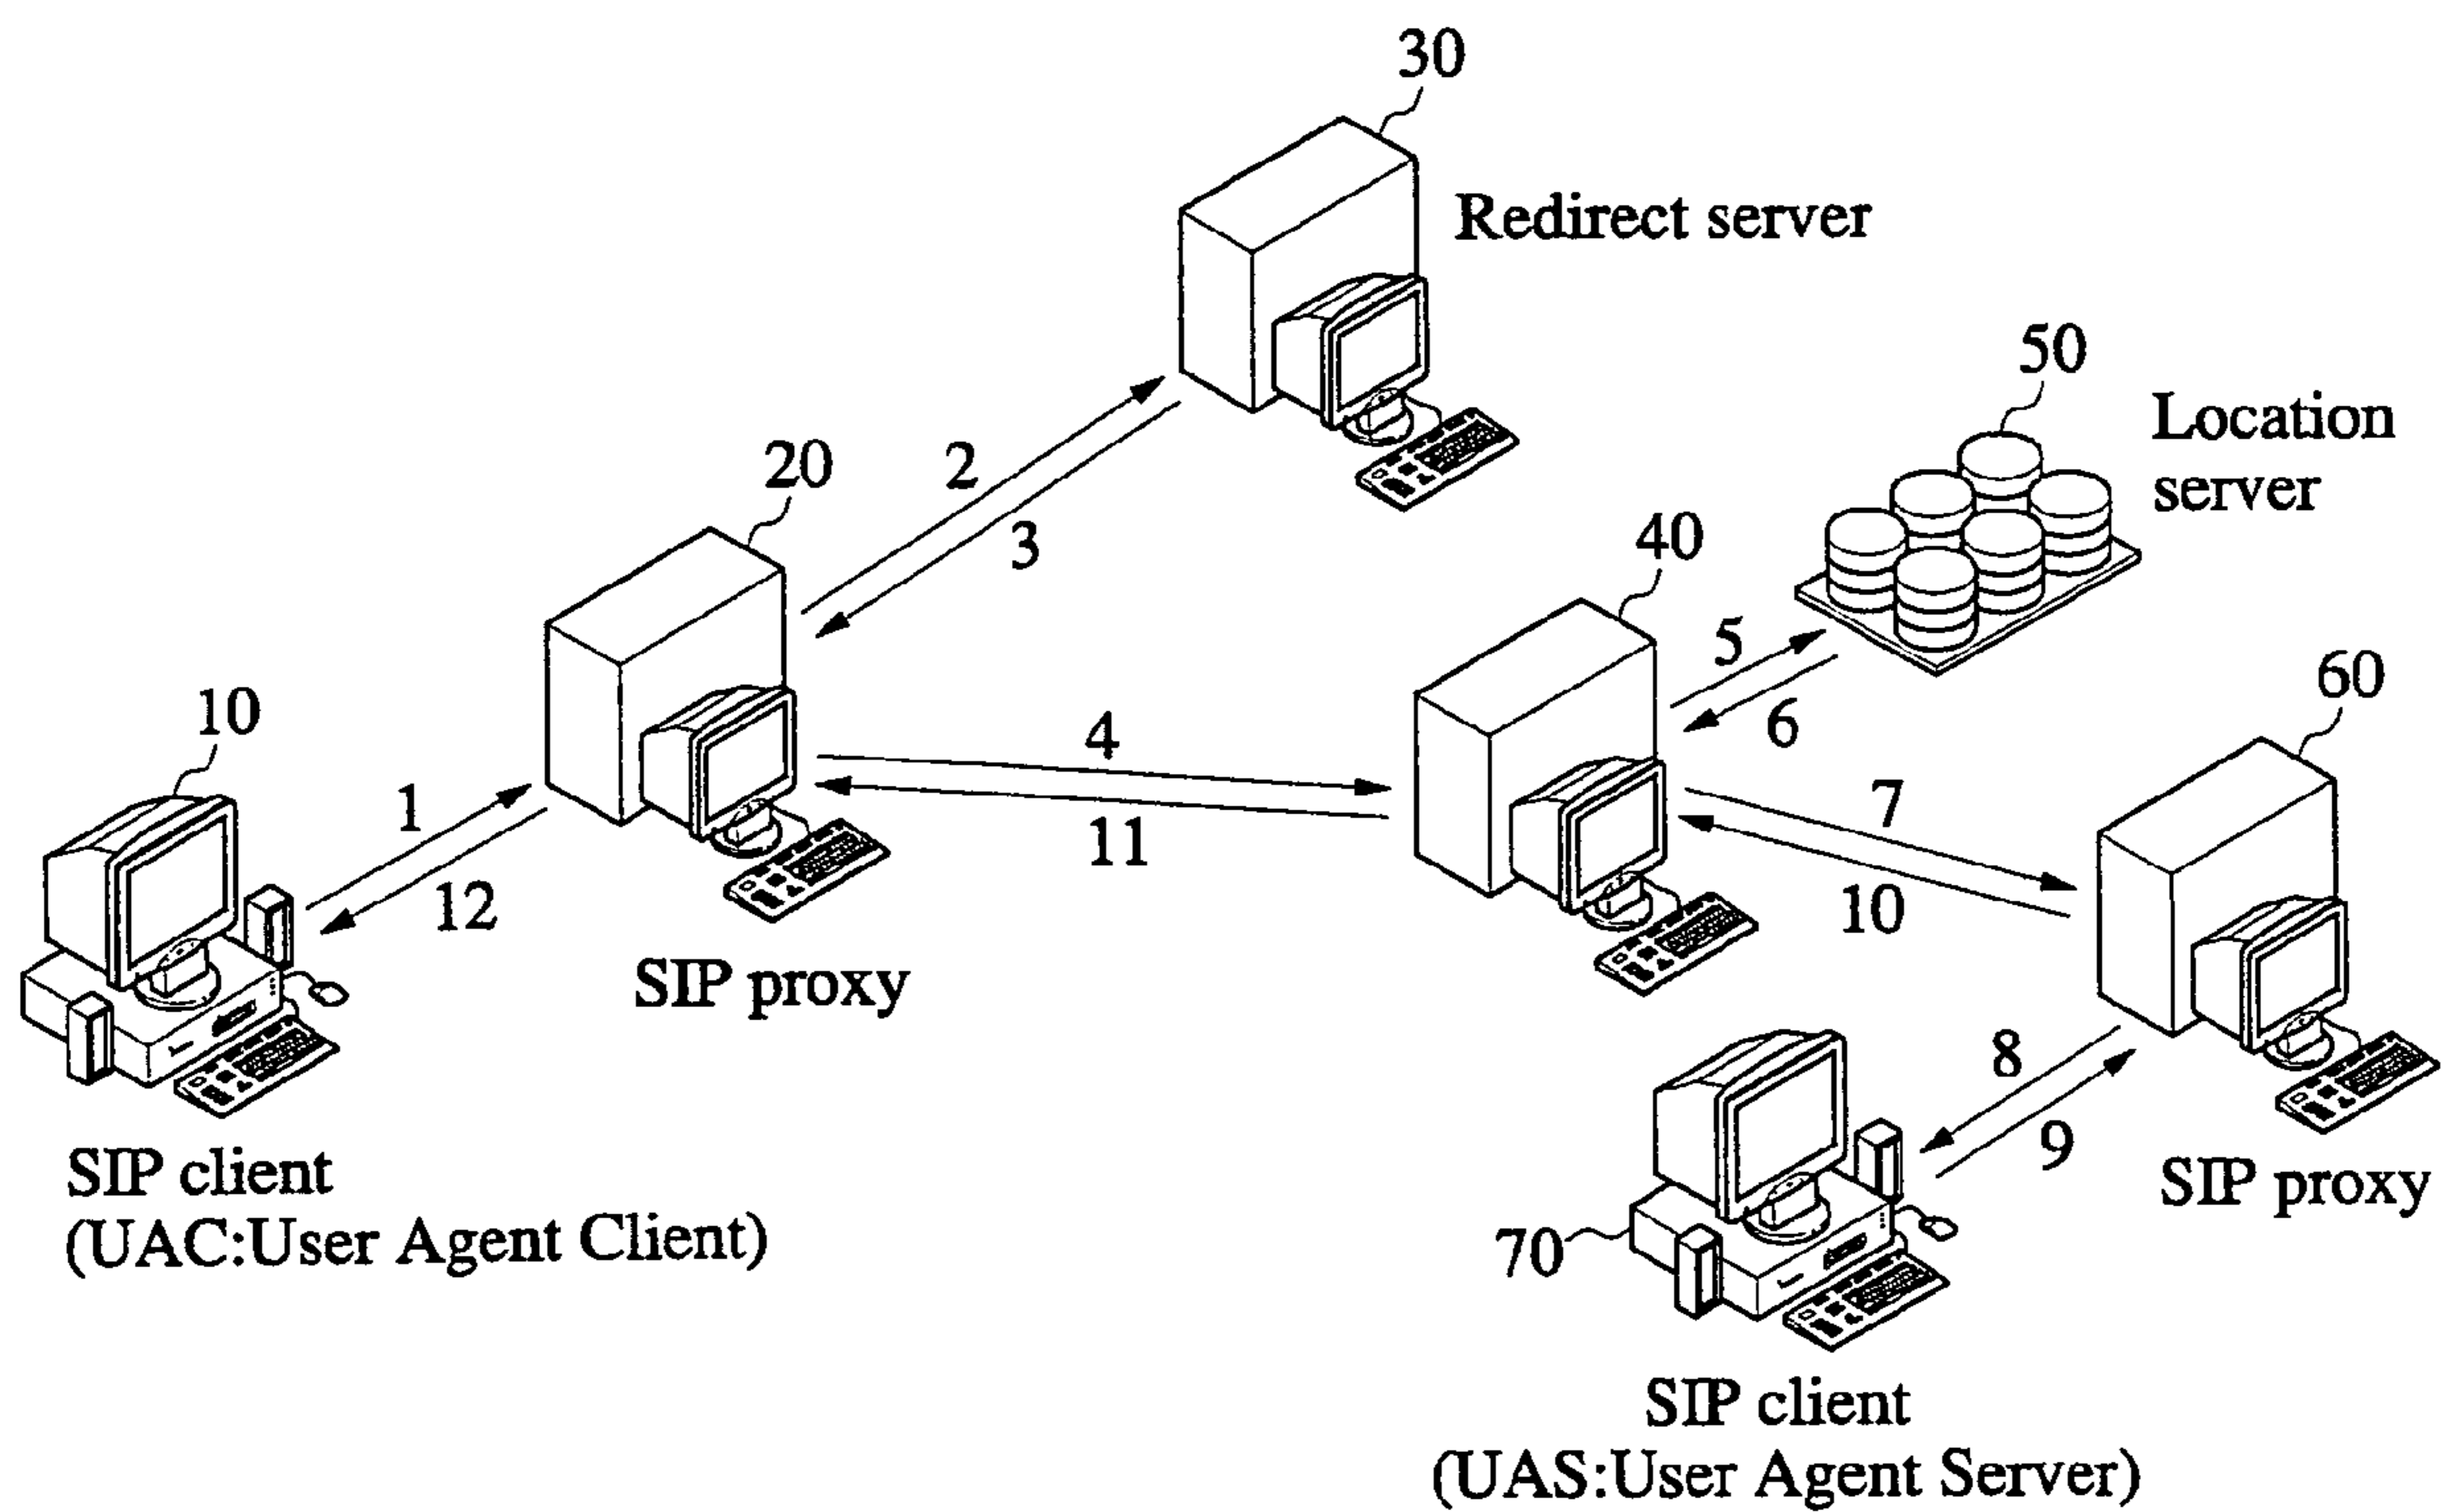 30
Redirect server
50
Location
server
20
2
3
40
5
6
60
10
1
12
4
11
7
10
SIP proxy
8
9
SIP proxy
SIP client
(UAC:User Agent Client)
70
SIP client
(UAS:User Agent Server)